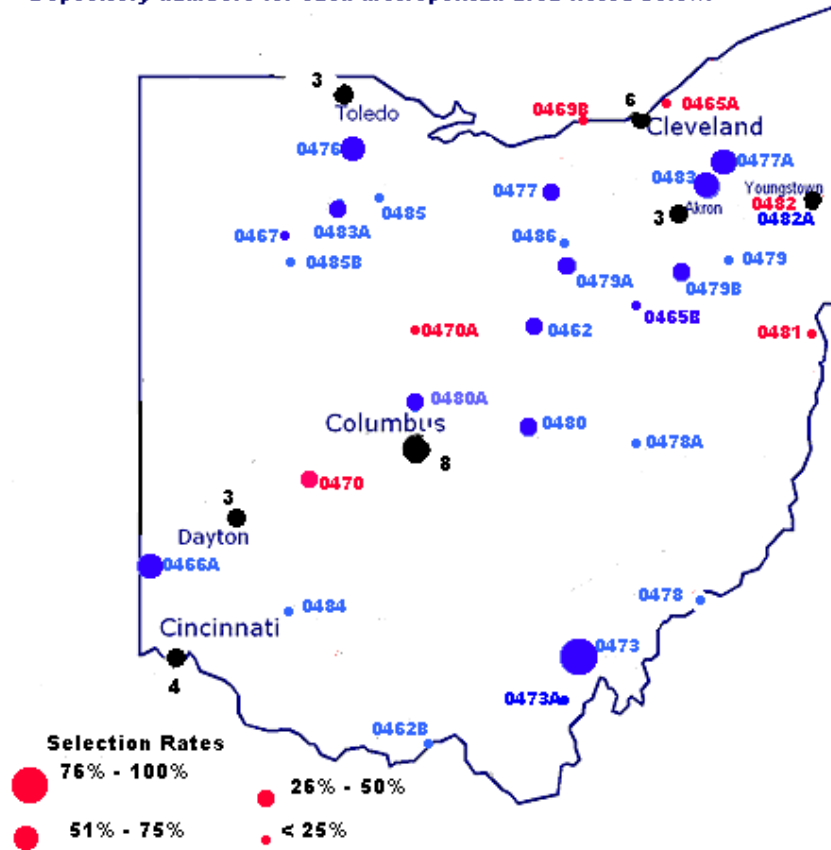 3
Toledo
0469B
6
0465A
Cleveland
0476
0477A
0483
Youngstown
0482
0482A
0477
0485
3
Akron
0483A
0467
0486
0485B
0479
0479A
0479B
0465B
0470A
0462
0481
0480A
Columbus
0480
8
0478A
0470
3
Dayton
0466A
0484
0478
Cincinnati
0473
4
0473A
0462B
Selection Rates
76% - 100%
26% - 50%
51% - 75%
< 25%